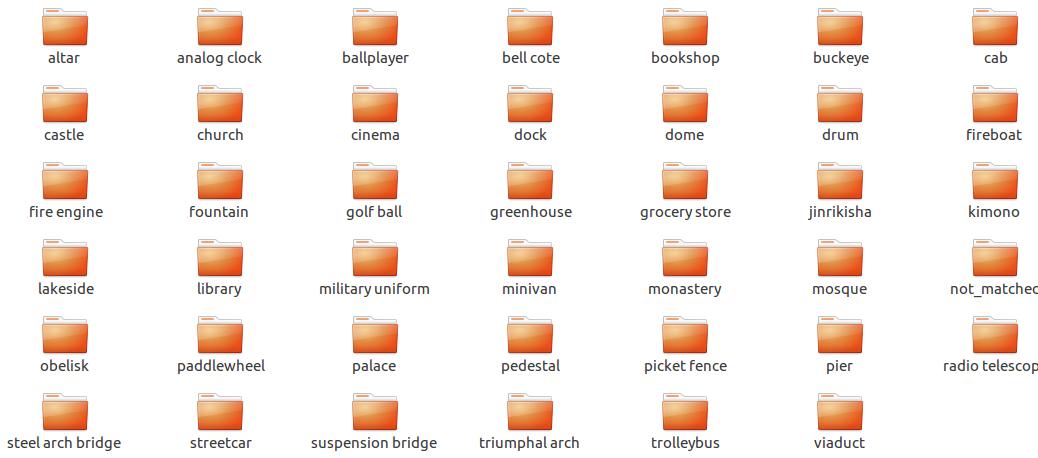 altar analog clock ballplayer bell cote bookshop buckeye cab
castle church cinema dock dome drum fireboat
fire engine fountain golf ball greenhouse grocery store jinrikisha kimono
lakeside library military uniform minivan monastery mosque not_matched
obelisk paddlewheel palace pedestal picket fence pier radio telescop
steel arch bridge streetcar suspension bridge triumphal arch trolleybus viaduct